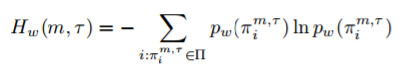 H_w(m, τ) = − ∑_{i:π_i^{m,τ} ∈ Π} p_w(π_i^{m,τ}) ln p_w(π_i^{m,τ})